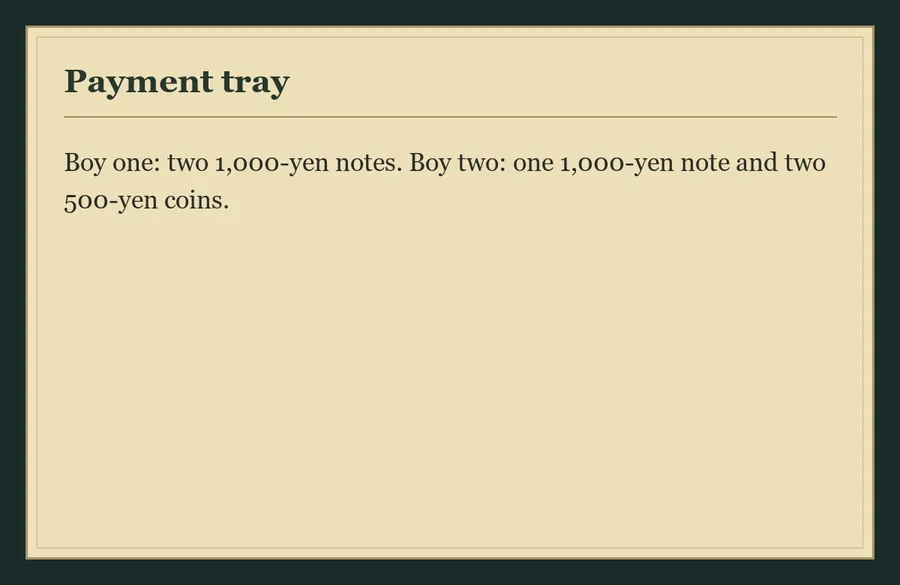 Payment tray
Boy one: two 1,000-yen notes. Boy two: one 1,000-yen note and two
500-yen coins.